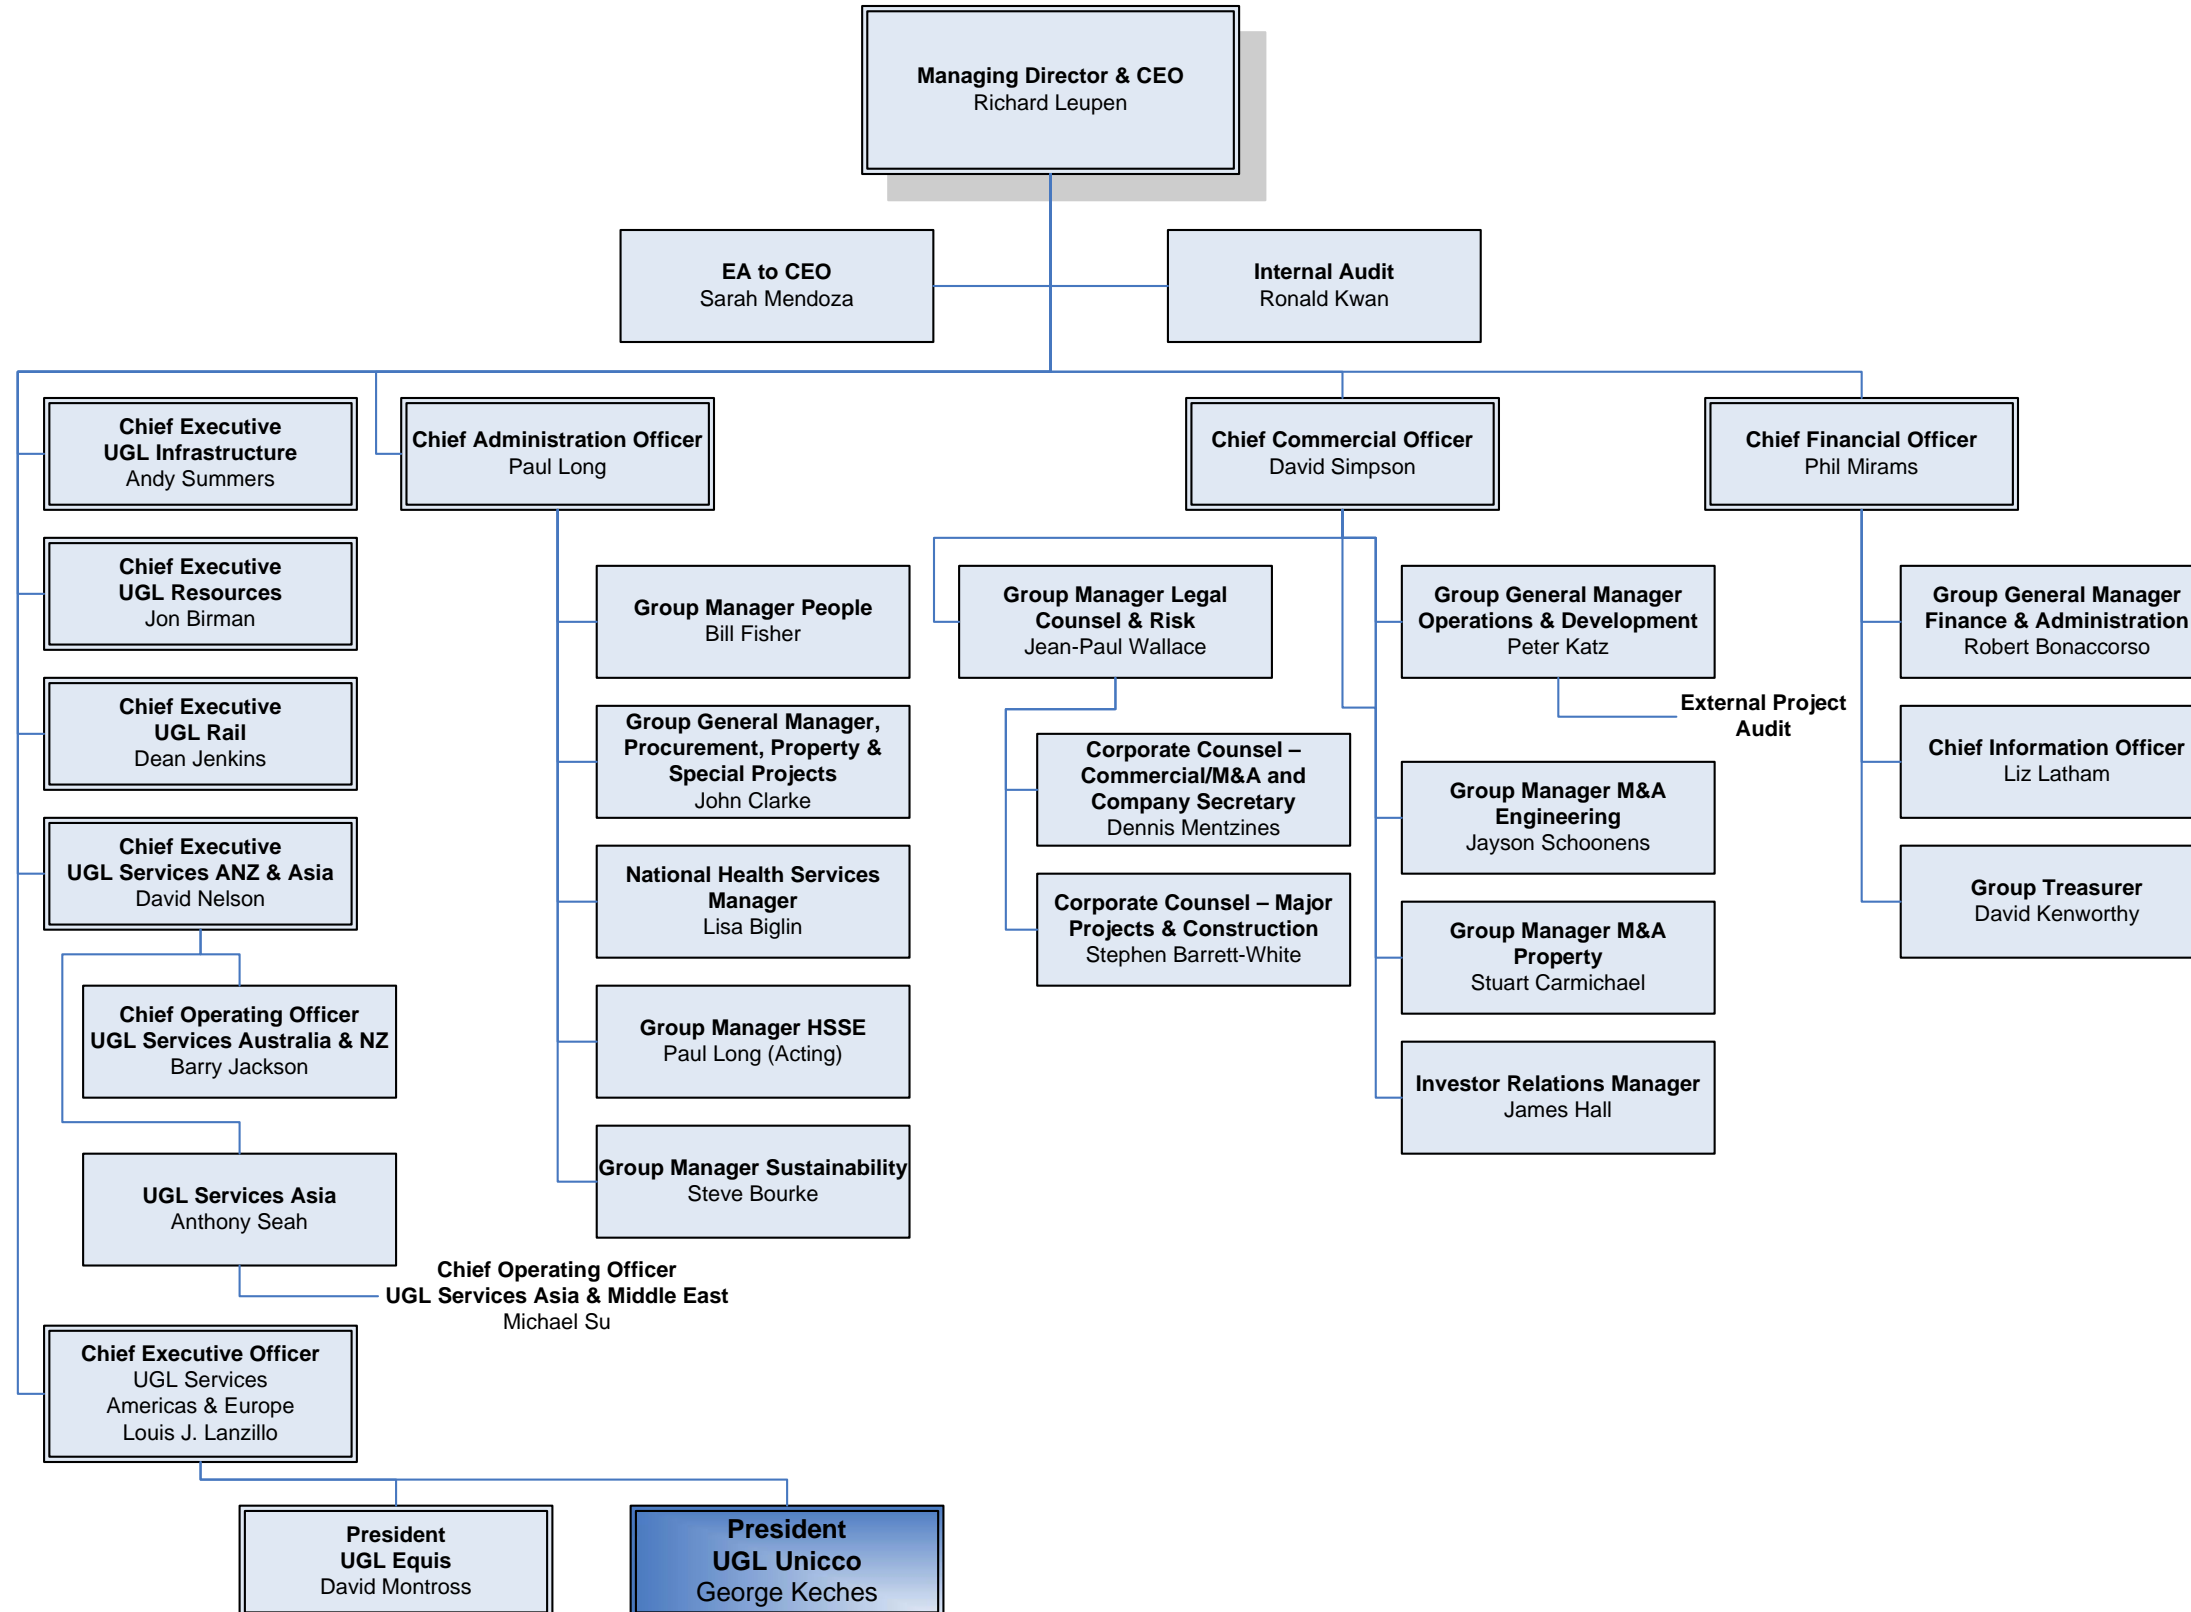 Managing Director & CEO
Richard Leupen
EA to CEO
Sarah Mendoza
Internal Audit
Ronald Kwan
Chief Executive
UGL Infrastructure
Andy Summers
Chief Administration Officer
Paul Long
Chief Commercial Officer
David Simpson
Chief Financial Officer
Phil Mirams
Chief Executive
UGL Resources
Jon Birman
Chief Executive
UGL Rail
Dean Jenkins
Chief Executive
UGL Services ANZ & Asia
David Nelson
Chief Operating Officer
UGL Services Australia & NZ
Barry Jackson
UGL Services Asia
Anthony Seah
Chief Operating Officer
UGL Services Asia & Middle East
Michael Su
Chief Executive Officer
UGL Services
Americas & Europe
Louis J. Lanzillo
President
UGL Equis
David Montross
President
UGL Unicco
George Keches
Group Manager People
Bill Fisher
Group General Manager,
Procurement, Property &
Special Projects
John Clarke
National Health Services
Manager
Lisa Biglin
Group Manager HSSE
Paul Long (Acting)
Group Manager Sustainability
Steve Bourke
Group Manager Legal
Counsel & Risk
Jean-Paul Wallace
Corporate Counsel –
Commercial/M&A and
Company Secretary
Dennis Mentzines
Corporate Counsel – Major
Projects & Construction
Stephen Barrett-White
Group General Manager
Operations & Development
Peter Katz
External Project
Audit
Group Manager M&A
Engineering
Jayson Schoonens
Group Manager M&A
Property
Stuart Carmichael
Investor Relations Manager
James Hall
Group General Manager
Finance & Administration
Robert Bonaccorso
Chief Information Officer
Liz Latham
Group Treasurer
David Kenworthy